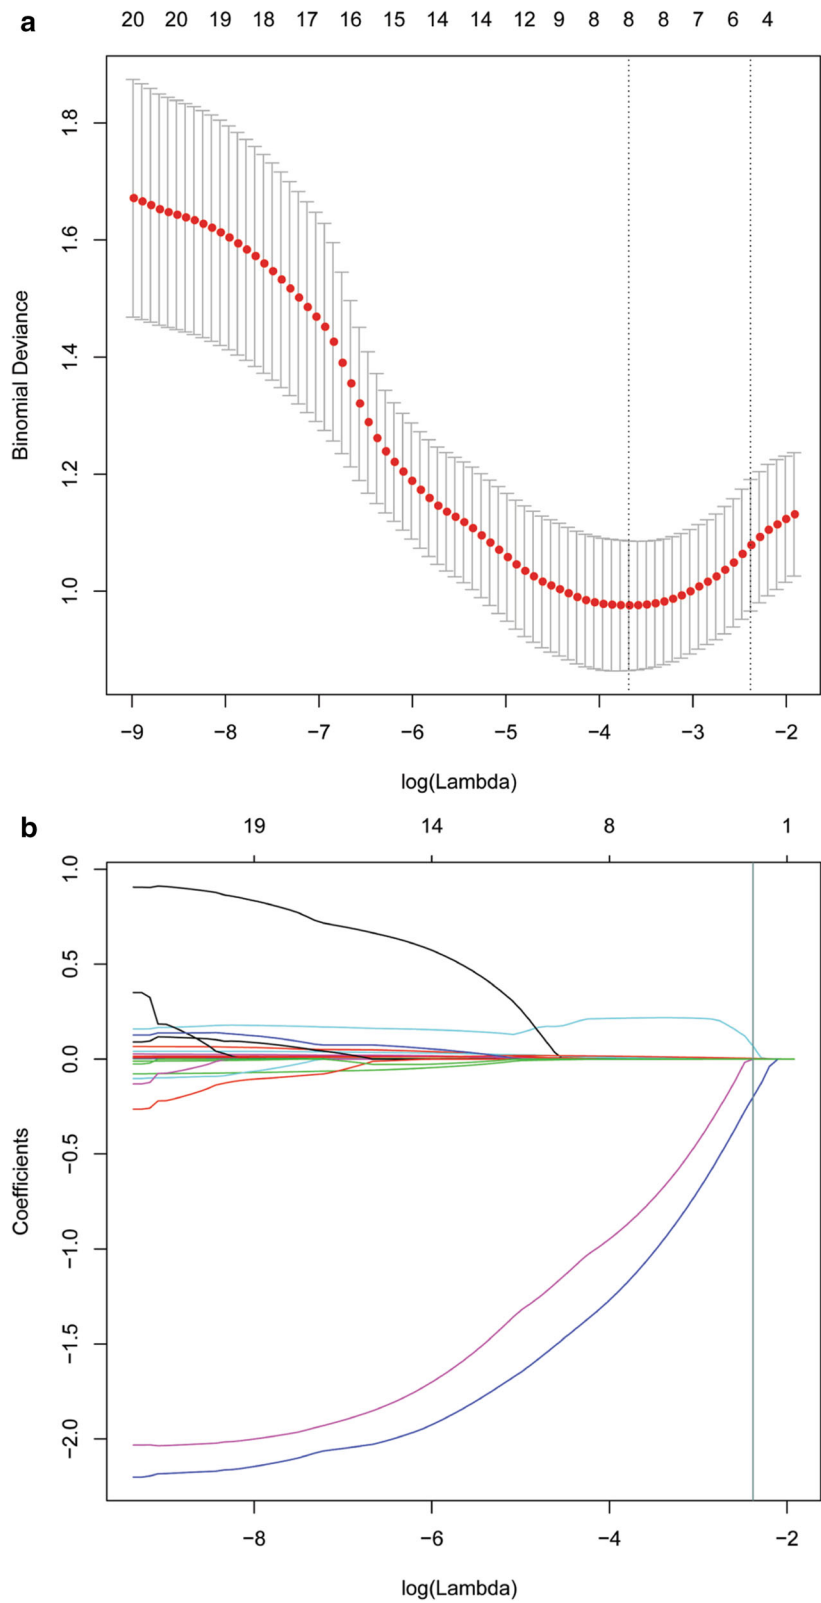 a
20 20 19 18 17 16 15 14 14 12 9 8 8 8 7 6 4
Binomial Deviance
1.8
1.6
1.4
1.2
1.0
−9 −8 −7 −6 −5 −4 −3 −2
log(Lambda)
b
19 14 8 1
Coefficients
1.0
0.5
0.0
−0.5
−1.0
−1.5
−2.0
−8 −6 −4 −2
log(Lambda)